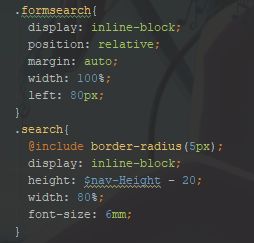 .formsearch{
display: inline-block;
position: relative;
margin: auto;
width: 100%;
left: 80px;
}
.search{
@include border-radius(5px);
display: inline-block;
height: $nav-Height - 20;
width: 80%;
font-size: 6mm;
}